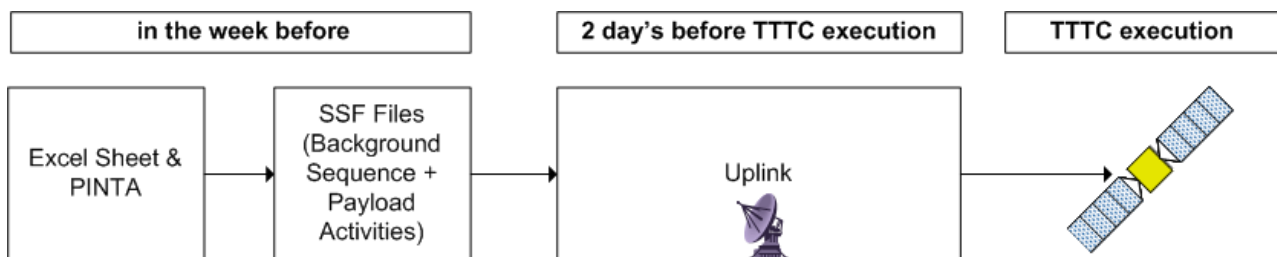 in the week before
2 day's before TTTC execution
TTTC execution
Excel Sheet &
PINTA
SSF Files
(Background
Sequence +
Payload
Activities)
Uplink